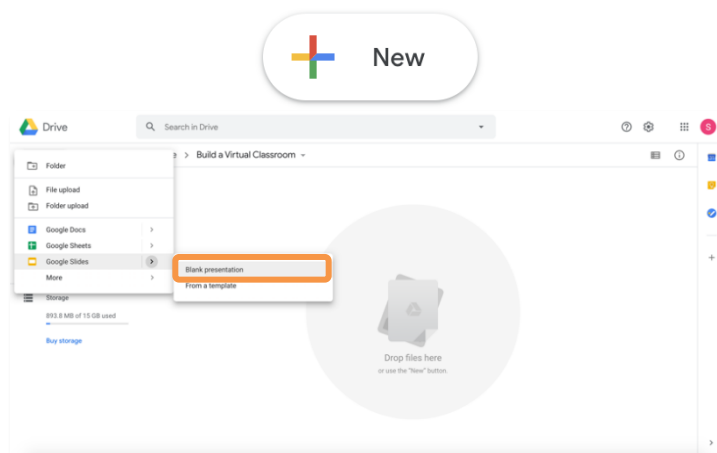 New
Drive
Search in Drive
Build a Virtual Classroom
Folder
File upload
Folder upload
Google Docs
Google Sheets
Google Slides
Blank presentation
More
From a template
Storage
893.8 MB of 15 GB used
Buy storage
Drop files here
or use the "New" button.
S